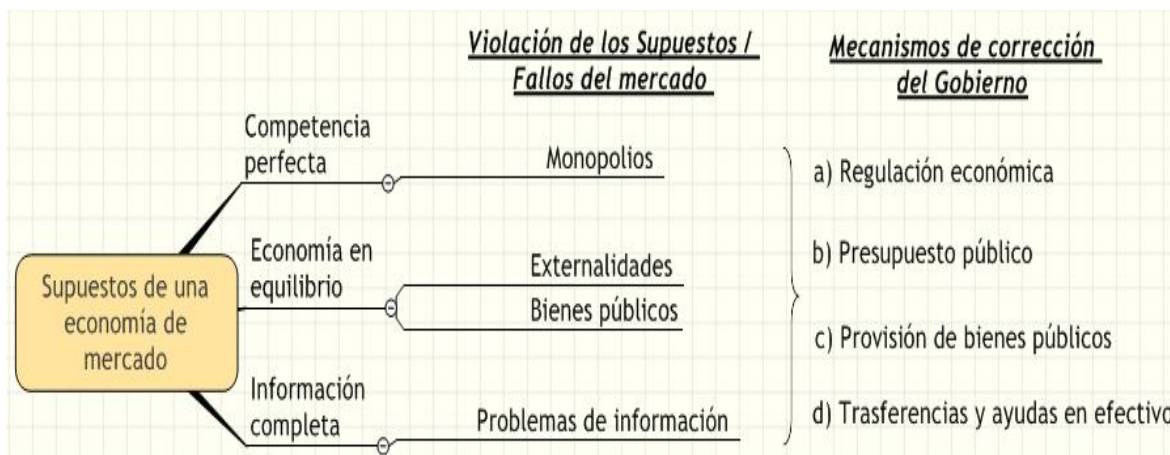 Violación de los Supuestos /
Fallos del mercado
Mecanismos de corrección
del Gobierno
Competencia
perfecta
Monopolios
a) Regulación económica
Economía en
equilibrio
Externalidades
Bienes públicos
b) Presupuesto público
Supuestos de una
economía de
mercado
c) Provisión de bienes públicos
Información
completa
Problemas de información
d) Trasferencias y ayudas en efectivo